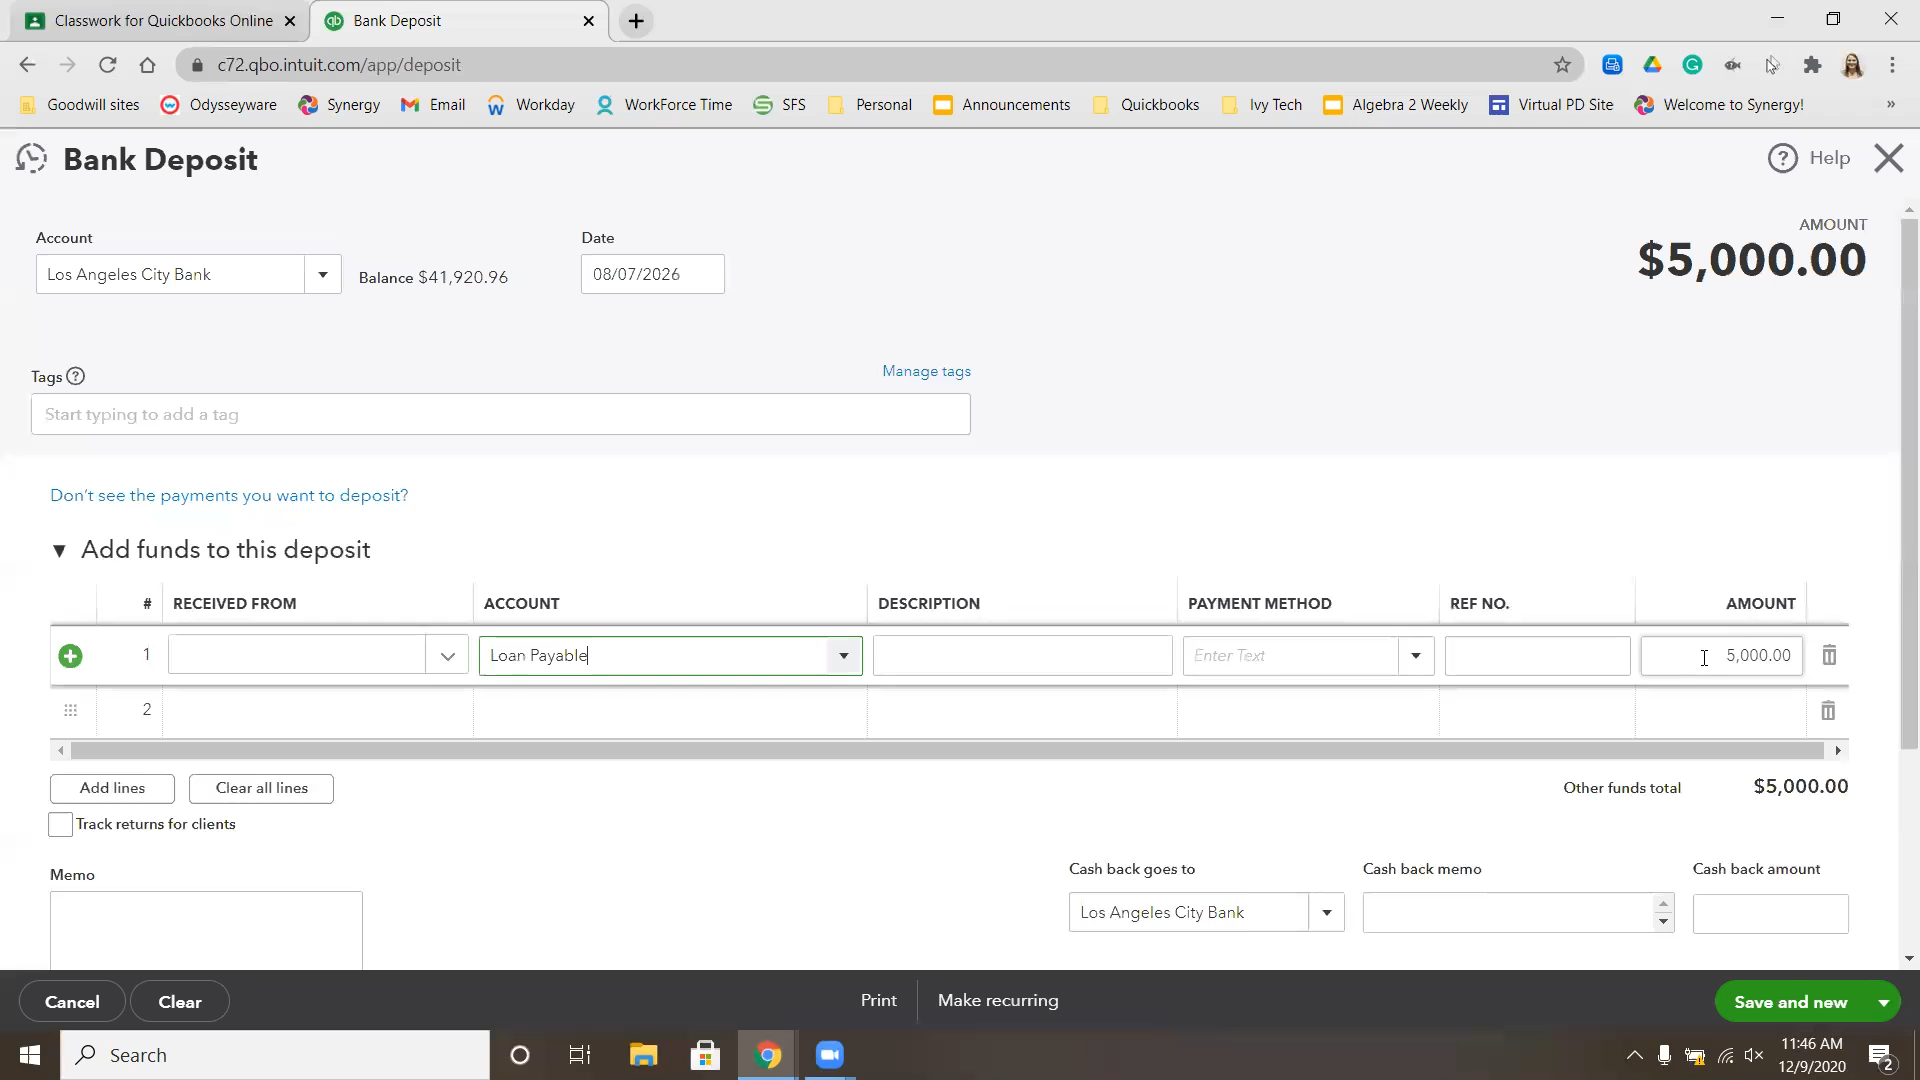 Classwork for Quickbooks Online
Bank Deposit
c72.qbo.intuit.com/app/deposit
Goodwill sites Odysseyware Synergy Email Workday WorkForce Time SFS Personal Announcements Quickbooks Ivy Tech Algebra 2 Weekly Virtual PD Site Welcome to Synergy! »
Bank Deposit
Help
Account
Date
AMOUNT
Los Angeles City Bank Balance $41,920.96 08/07/2026
$5,000.00
Tags
Manage tags
Start typing to add a tag
Don't see the payments you want to deposit?
Add funds to this deposit
# RECEIVED FROM ACCOUNT DESCRIPTION PAYMENT METHOD REF NO. AMOUNT
1 Loan Payable Enter Text 5,000.00
2
Add lines Clear all lines Other funds total $5,000.00
Track returns for clients
Memo
Cash back goes to Cash back memo Cash back amount
Los Angeles City Bank
Cancel Clear Print Make recurring Save and new
Search
11:46 AM
12/9/2020
2